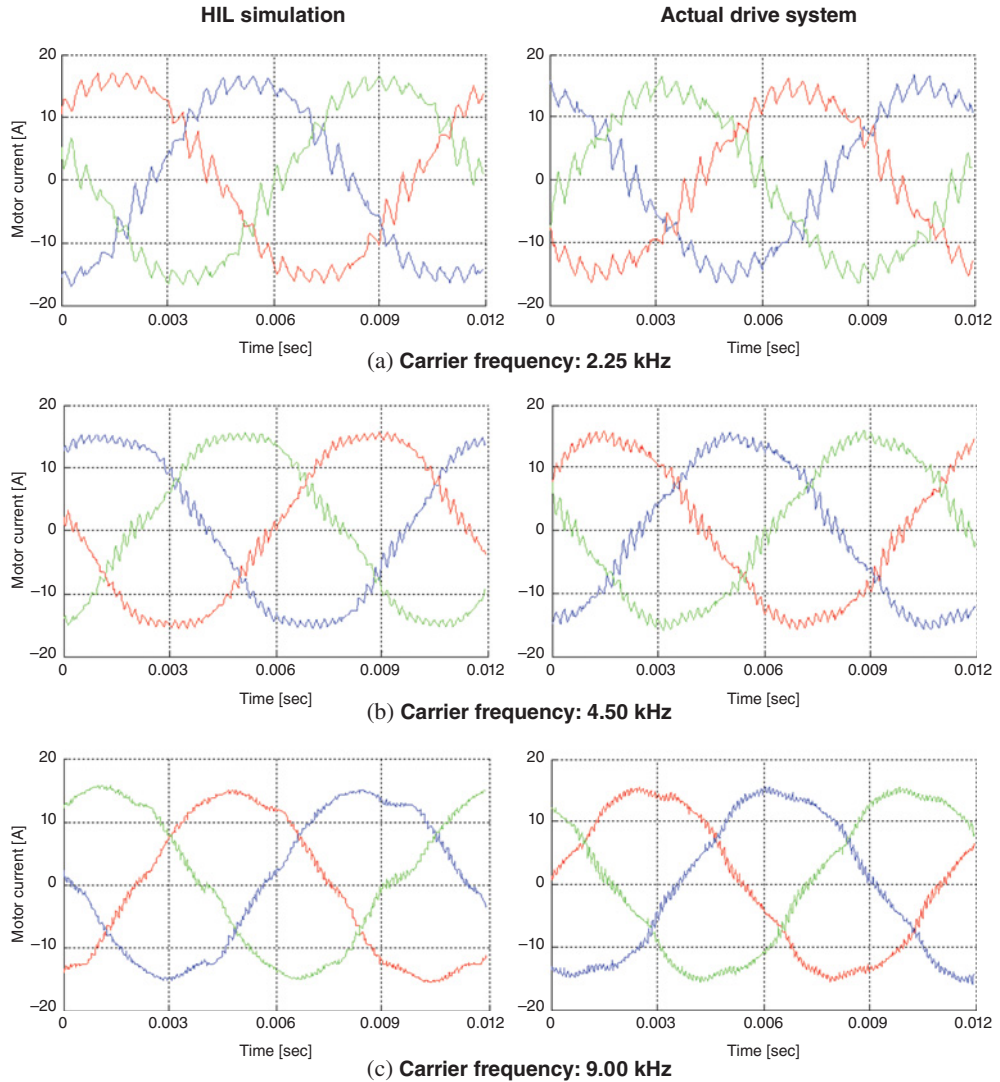 HIL simulation
Actual drive system
20
10
0
–10
–20
Motor current [A]
0 0.003 0.006 0.009 0.012
Time [sec]
20
10
0
–10
–20
Motor current [A]
0 0.003 0.006 0.009 0.012
Time [sec]
(a) Carrier frequency: 2.25 kHz
20
10
0
–10
–20
Motor current [A]
0 0.003 0.006 0.009 0.012
Time [sec]
20
10
0
–10
–20
Motor current [A]
0 0.003 0.006 0.009 0.012
Time [sec]
(b) Carrier frequency: 4.50 kHz
20
10
0
–10
–20
Motor current [A]
0 0.003 0.006 0.009 0.012
Time [sec]
20
10
0
–10
–20
Motor current [A]
0 0.003 0.006 0.009 0.012
Time [sec]
(c) Carrier frequency: 9.00 kHz